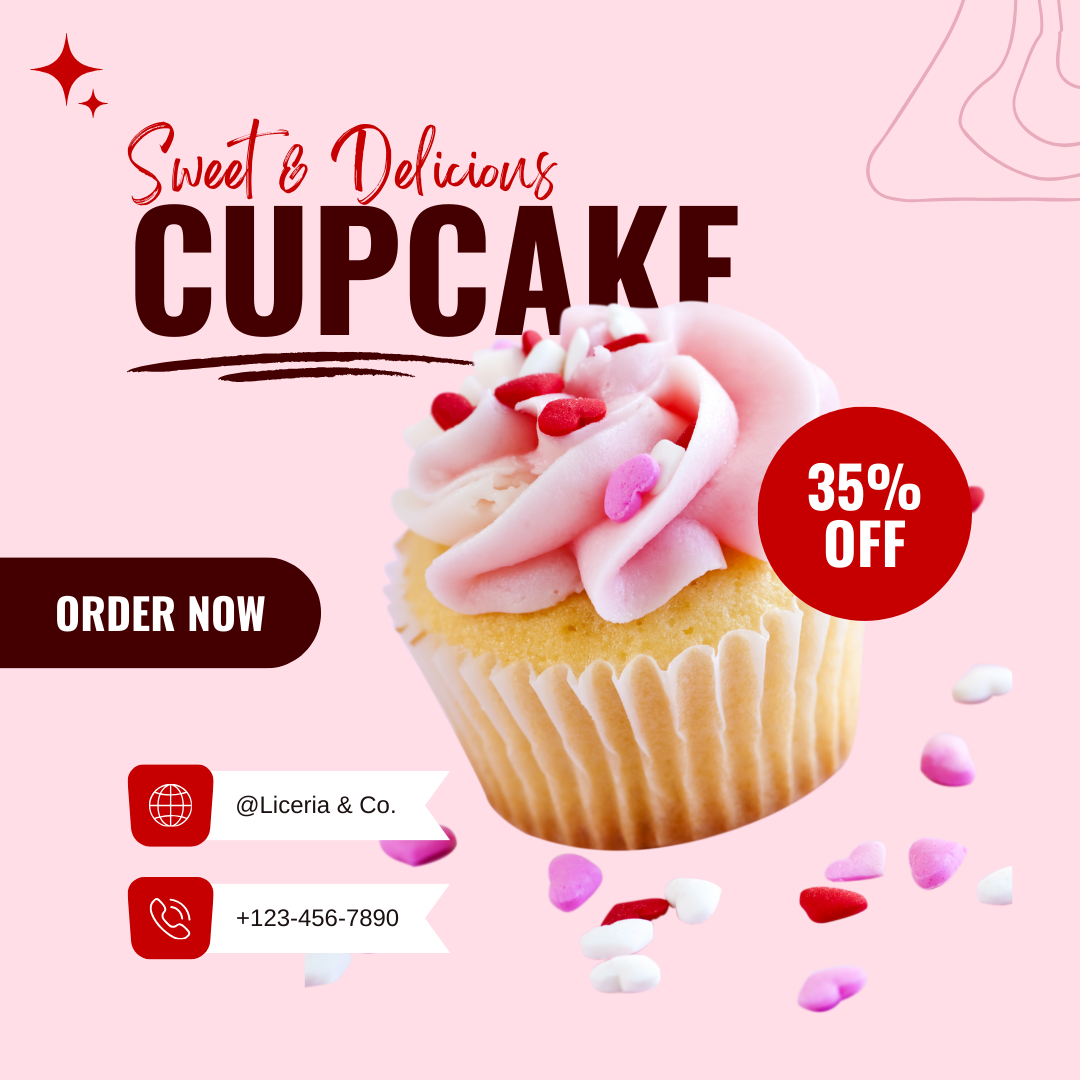 Sweet & Delicious
CUPCAKE
35%
OFF
ORDER NOW
@Liceria & Co.
+123-456-7890